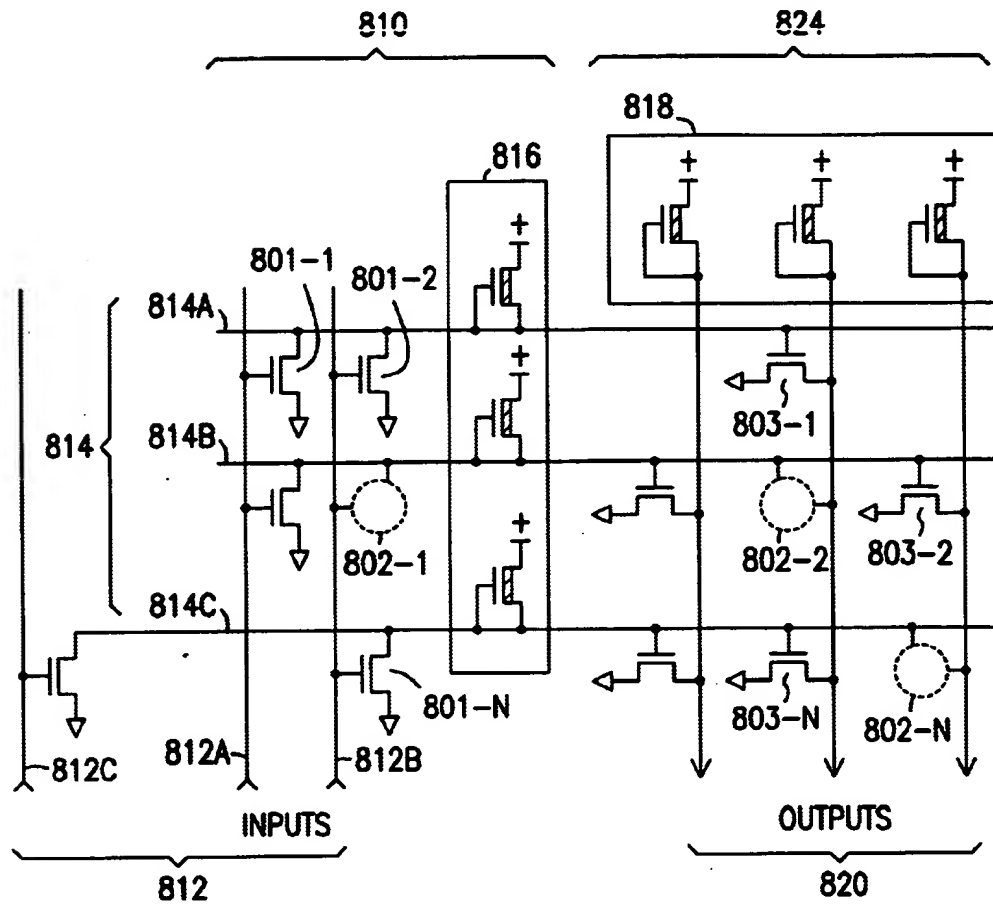 810
824
818
816
801-1
801-2
+
+
+
+
814A
+
814
814B
803-1
+
802-1
802-2
803-2
814C
801-N
803-N
802-N
812C
812A
812B
INPUTS
OUTPUTS
812
820